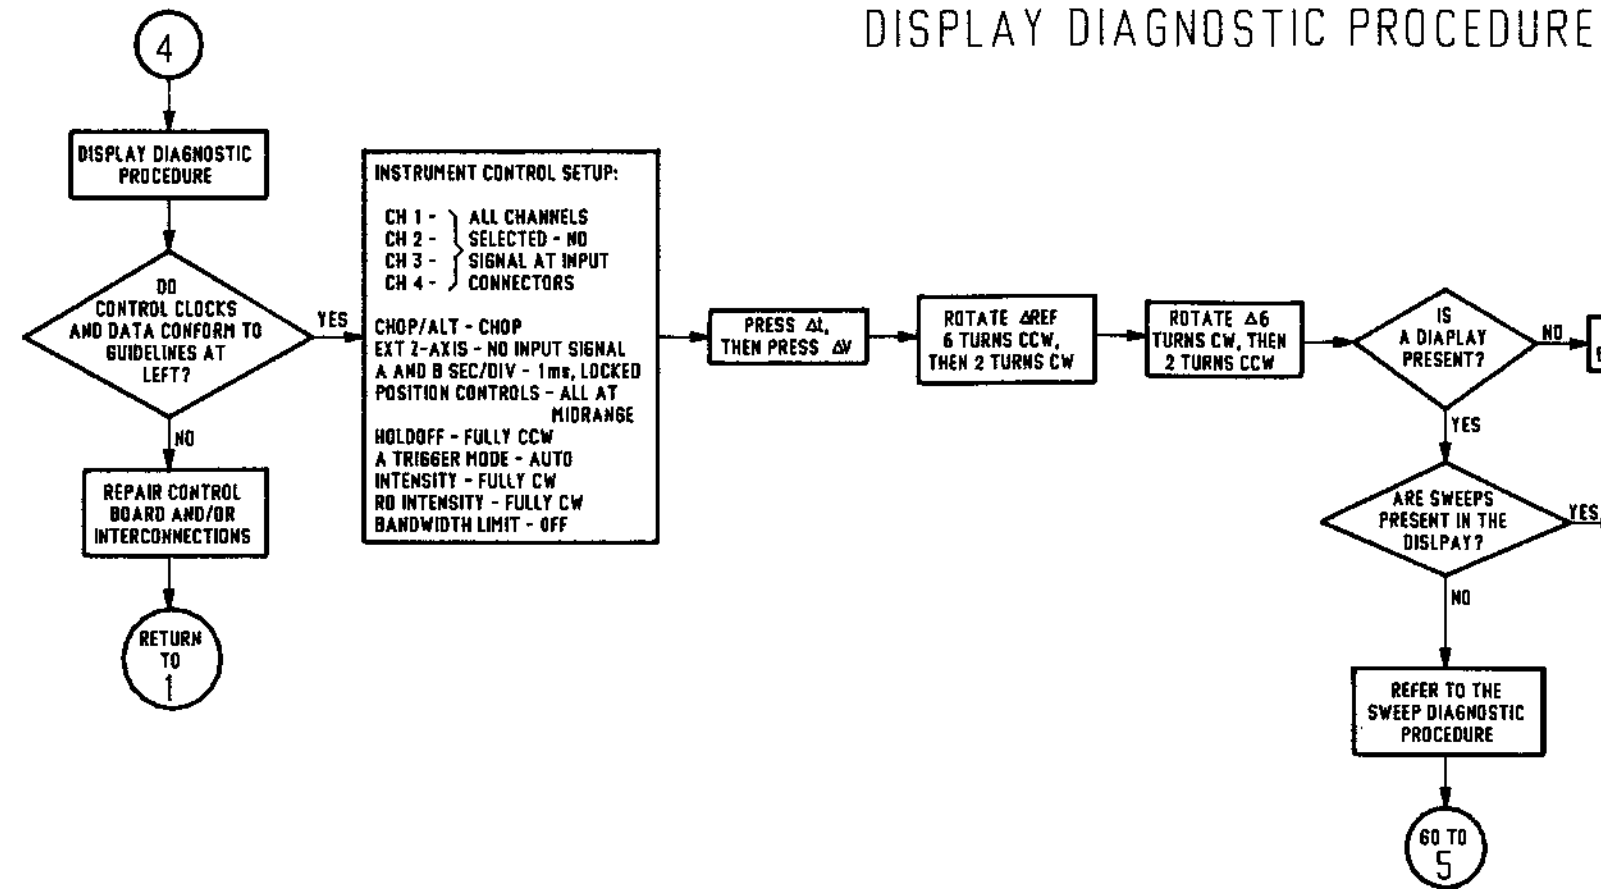 DISPLAY DIAGNOSTIC PROCEDURE
4
DISPLAY DIAGNOSTIC
PROCEDURE
DO
CONTROL CLOCKS
AND DATA CONFORM TO
GUIDELINES AT
LEFT?
YES
NO
REPAIR CONTROL
BOARD AND/OR
INTERCONNECTIONS
RETURN
TO
1
INSTRUMENT CONTROL SETUP:
CH 1 - ALL CHANNELS
CH 2 - SELECTED - NO
CH 3 - SIGNAL AT INPUT
CH 4 - CONNECTORS
CHOP/ALT - CHOP
EXT Z-AXIS - NO INPUT SIGNAL
A AND B SEC/DIV - 1ms, LOCKED
POSITION CONTROLS - ALL AT
MIDRANGE
HOLDOFF - FULLY CCW
A TRIGGER MODE - AUTO
INTENSITY - FULLY CW
RO INTENSITY - FULLY CW
BANDWIDTH LIMIT - OFF
PRESS Δt,
THEN PRESS ΔV
ROTATE ΔREF
6 TURNS CCW,
THEN 2 TURNS CW
ROTATE Δ6
TURNS CW, THEN
2 TURNS CCW
IS
A DIAPLAY
PRESENT?
NO
YES
ARE SWEEPS
PRESENT IN THE
DISLPAY?
YES
NO
REFER TO THE
SWEEP DIAGNOSTIC
PROCEDURE
GO TO
5